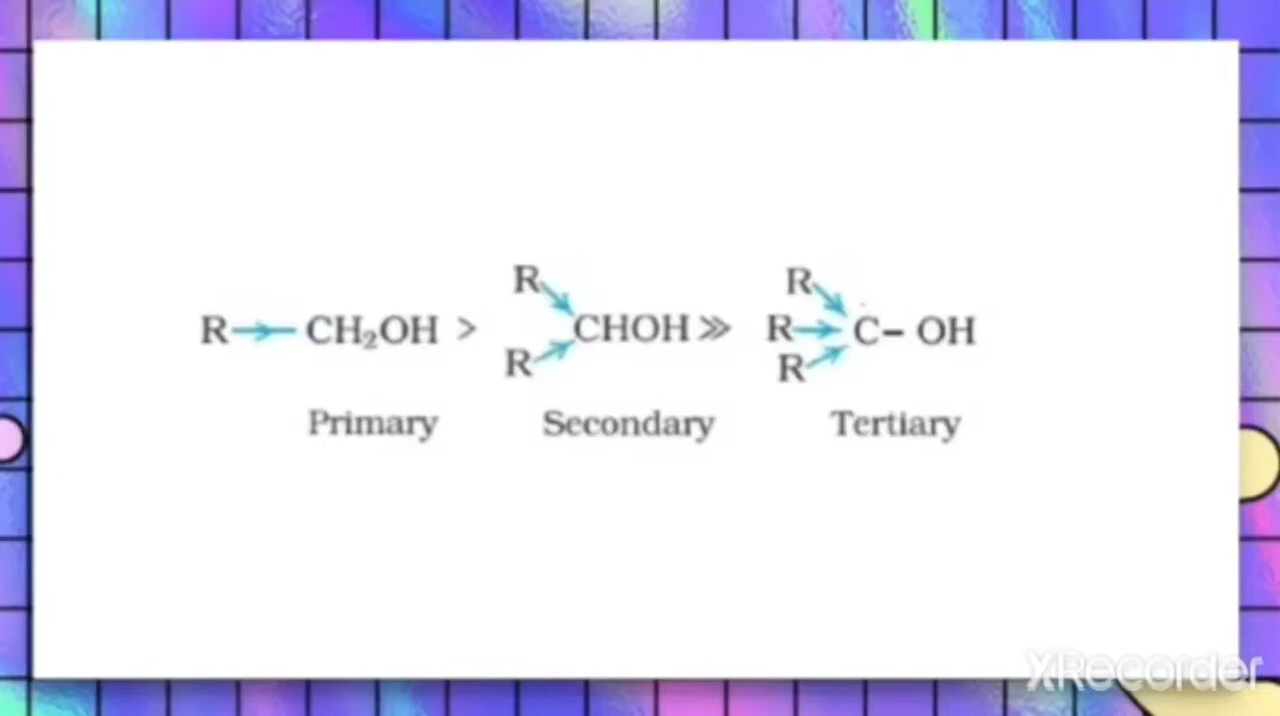 R → CH₂OH > R R CHOH ≫ R R R C– OH
Primary Secondary Tertiary
XRecorder